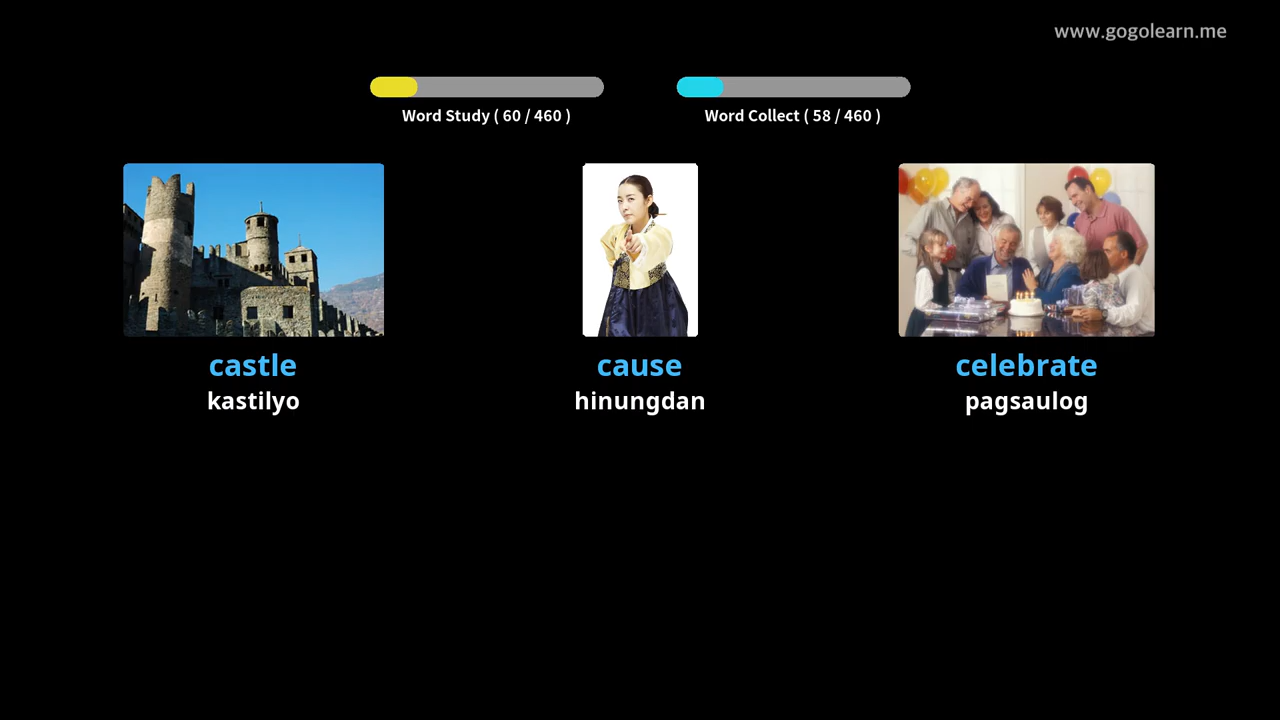 www.gogolearn.me
Word Study ( 60 / 460 )
Word Collect ( 58 / 460 )
castle
kastilyo
cause
hinungdan
celebrate
pagsaulog